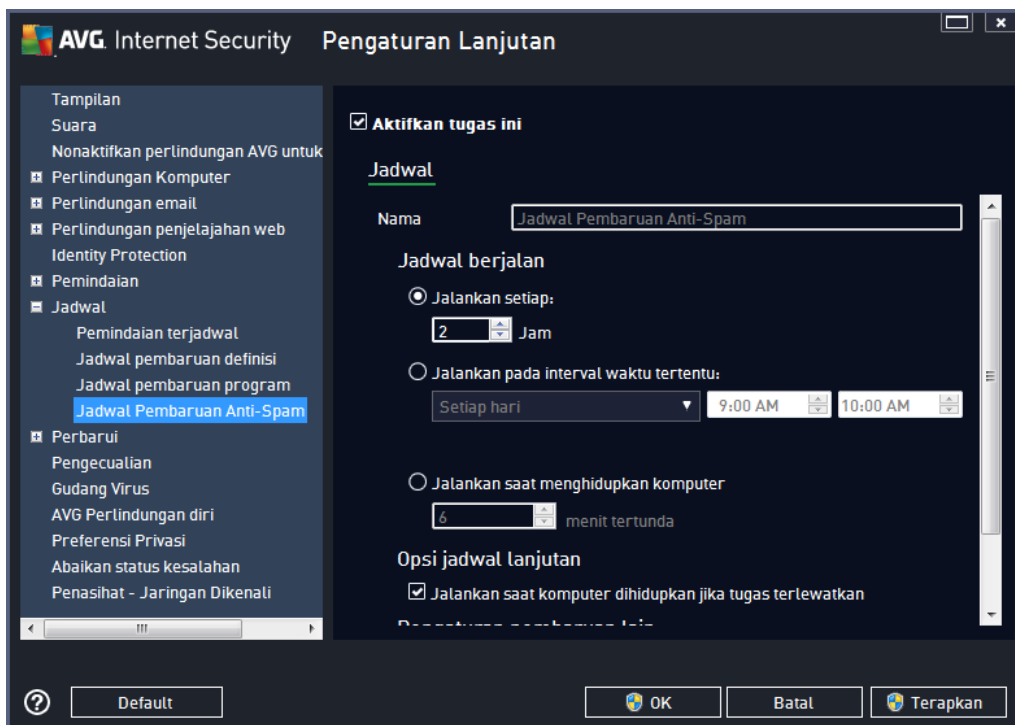 AVG. Internet Security Pengaturan Lanjutan
Tampilan
Suara
Nonaktifkan perlindungan AVG untuk
Perlindungan Komputer
Perlindungan email
Perlindungan penjelajahan web
Identity Protection
Pemindaian
Jadwal
Pemindaian terjadwal
Jadwal pembaruan definisi
Jadwal pembaruan program
Jadwal Pembaruan Anti-Spam
Perbarui
Pengecualian
Gudang Virus
AVG Perlindungan diri
Preferensi Privasi
Abaikan status kesalahan
Penasihat - Jaringan Dikenali
Aktifkan tugas ini
Jadwal
Nama Jadwal Pembaruan Anti-Spam
Jadwal berjalan
Jalankan setiap:
2 Jam
Jalankan pada interval waktu tertentu:
Setiap hari 9:00 AM 10:00 AM
Jalankan saat menghidupkan komputer
6 menit tertunda
Opsi jadwal lanjutan
Jalankan saat komputer dihidupkan jika tugas terlewatkan
Pengaturan pembaruan lain
Default OK Batal Terapkan